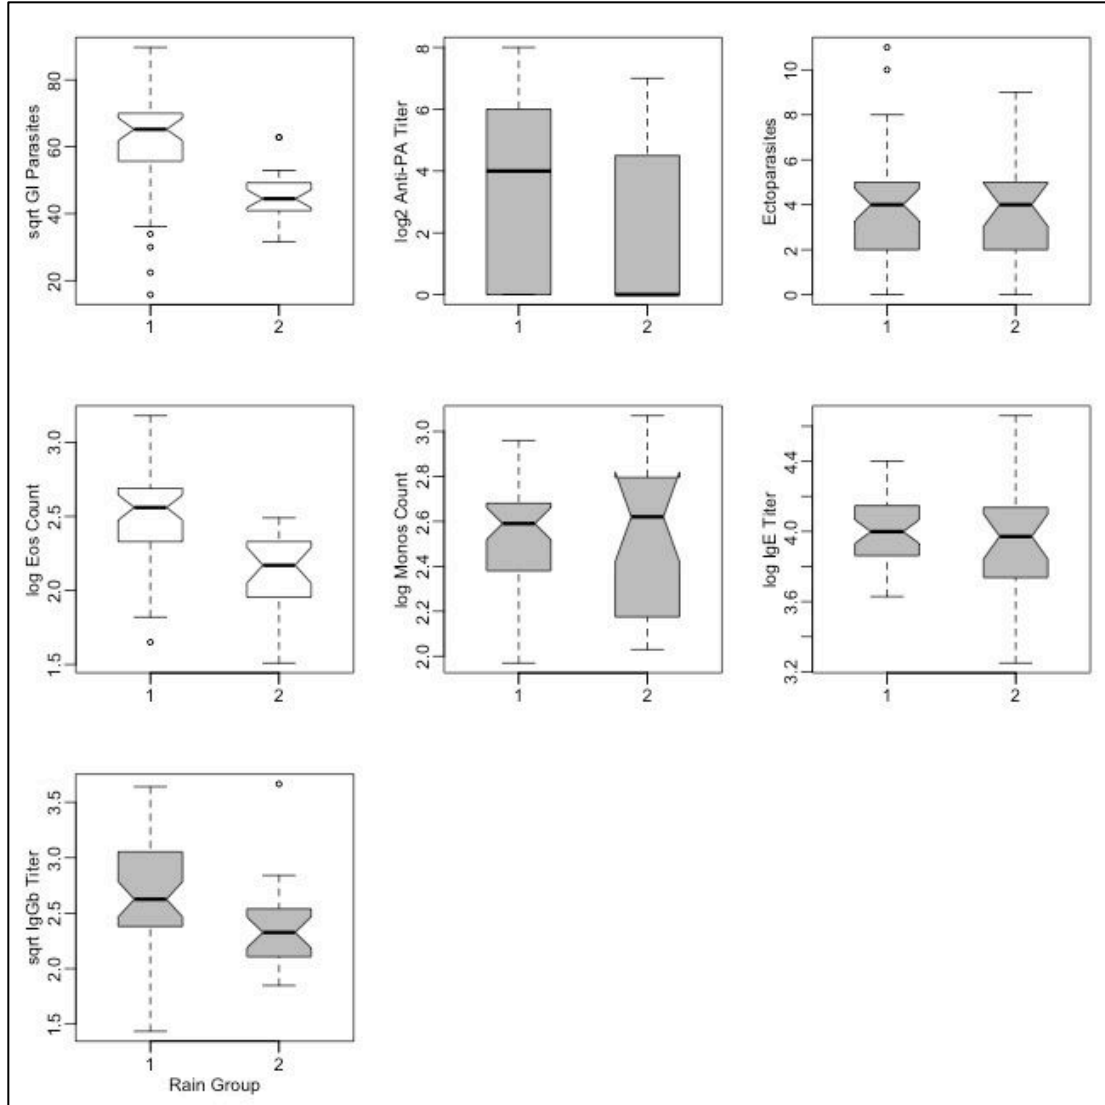 sqrt GI Parasites
20 40 60 80
1 2
log2 Anti-PA Titer
0 2 4 6 8
1 2
Ectoparasites
0 2 4 6 8 10
1 2
log Eos Count
1.5 2.0 2.5 3.0
1 2
log Monos Count
2.0 2.2 2.4 2.6 2.8 3.0
1 2
log IgE Titer
3.2 3.6 4.0 4.4
1 2
sqrt IgGb Titer
1.5 2.0 2.5 3.0 3.5
1 2
Rain Group